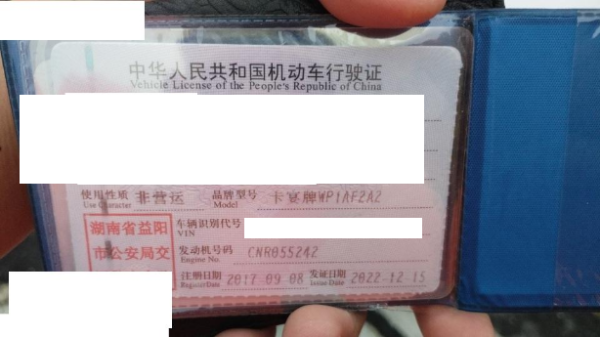 中华人民共和国机动车行驶证
Vehicle License of the People's Republic of China
使用性质 非营运 品牌型号 卡宴牌WP1AF2A2
Use Character Model
湖南省益阳
市公安局交
车辆识别代号
VIN
发动机号码 CNR055242
Engine No.
注册日期 2017-09-08 发证日期 2022-12-15
Register Date Issue Date